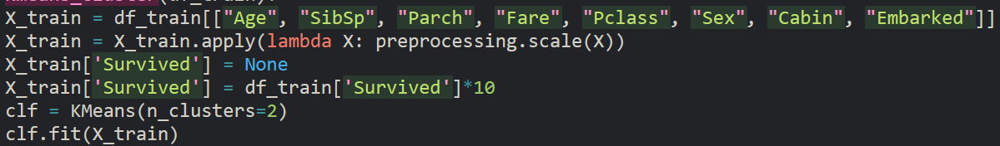 X_train = df_train[["Age", "SibSp", "Parch", "Fare", "Pclass", "Sex", "Cabin", "Embarked"]]
X_train = X_train.apply(lambda X: preprocessing.scale(X))
X_train['Survived'] = None
X_train['Survived'] = df_train['Survived']*10
clf = KMeans(n_clusters=2)
clf.fit(X_train)